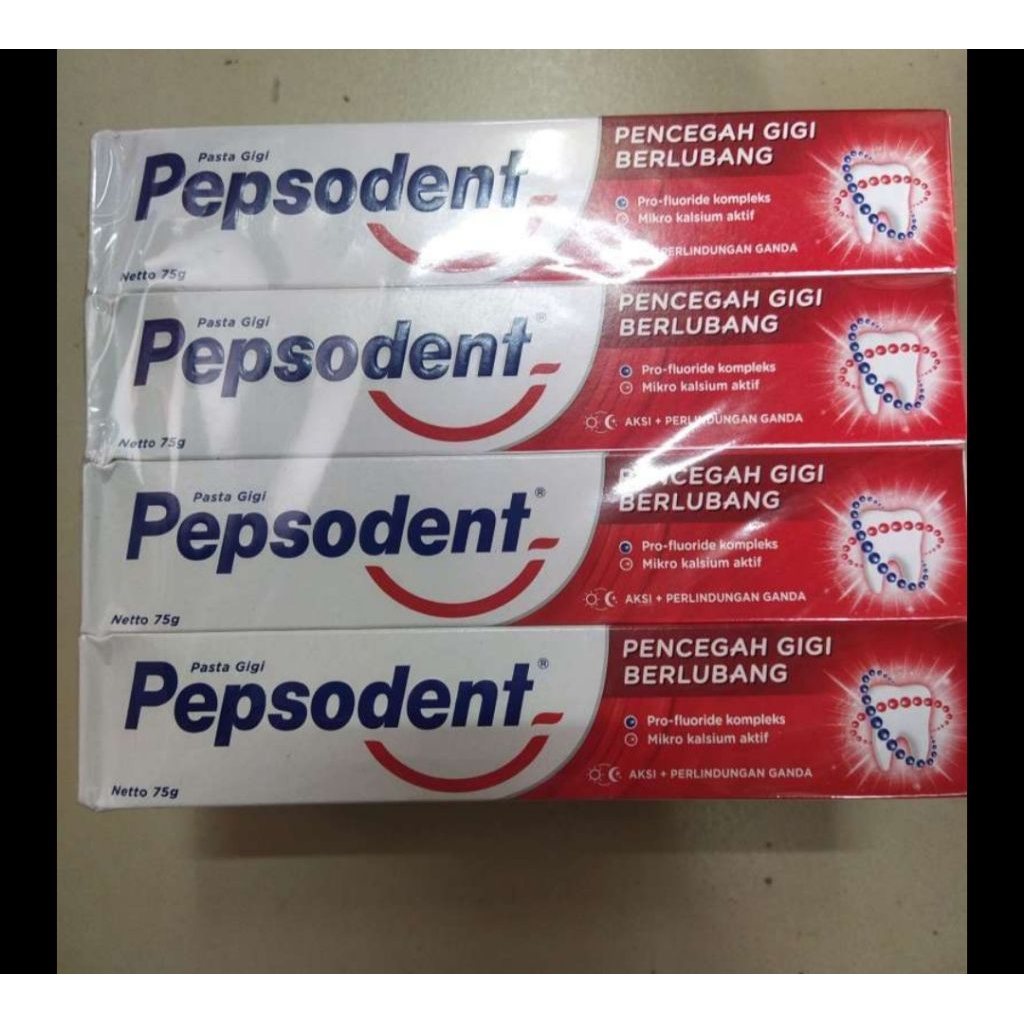 Pasta Gigi
Pepsodent
Netto 75g
PENCEGAH GIGI
BERLUBANG
Pro-fluoride kompleks
Mikro kalsium aktif
PERLINDUNGAN GANDA
Pasta Gigi
Pepsodent®
Netto 75g
PENCEGAH GIGI
BERLUBANG
Pro-fluoride kompleks
Mikro kalsium aktif
AKSI + PERLINDUNGAN GANDA
Pasta Gigi
Pepsodent®
Netto 75g
PENCEGAH GIGI
BERLUBANG
Pro-fluoride kompleks
Mikro kalsium aktif
AKSI + PERLINDUNGAN GANDA
Pasta Gigi
Pepsodent®
Netto 75g
PENCEGAH GIGI
BERLUBANG
Pro-fluoride kompleks
Mikro kalsium aktif
AKSI + PERLINDUNGAN GANDA